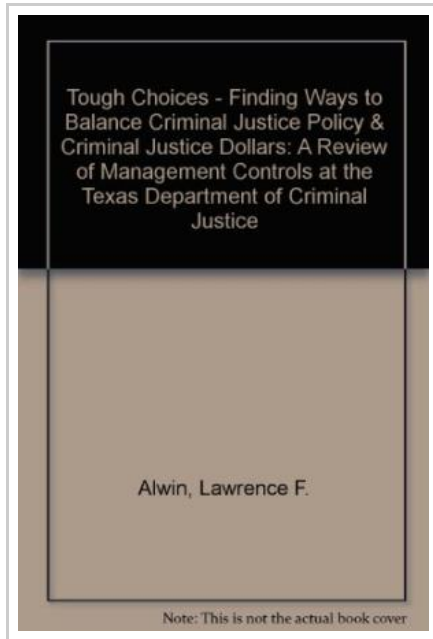 Tough Choices - Finding Ways to
Balance Criminal Justice Policy &
Criminal Justice Dollars: A Review
of Management Controls at the
Texas Department of Criminal
Justice
Alwin, Lawrence F.
Note: This is not the actual book cover